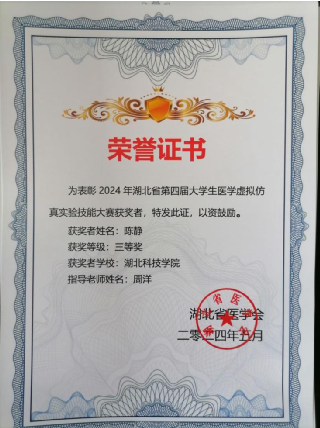 荣誉证书
为表彰 2024 年湖北省第四届大学生医学虚拟仿
真实验技能大赛获奖者，特发此证，以资鼓励。
获奖者姓名：陈静
获奖等级：三等奖
获奖者学校：湖北科技学院
指导老师姓名：周洋
湖北省医学会
二零二四年五月